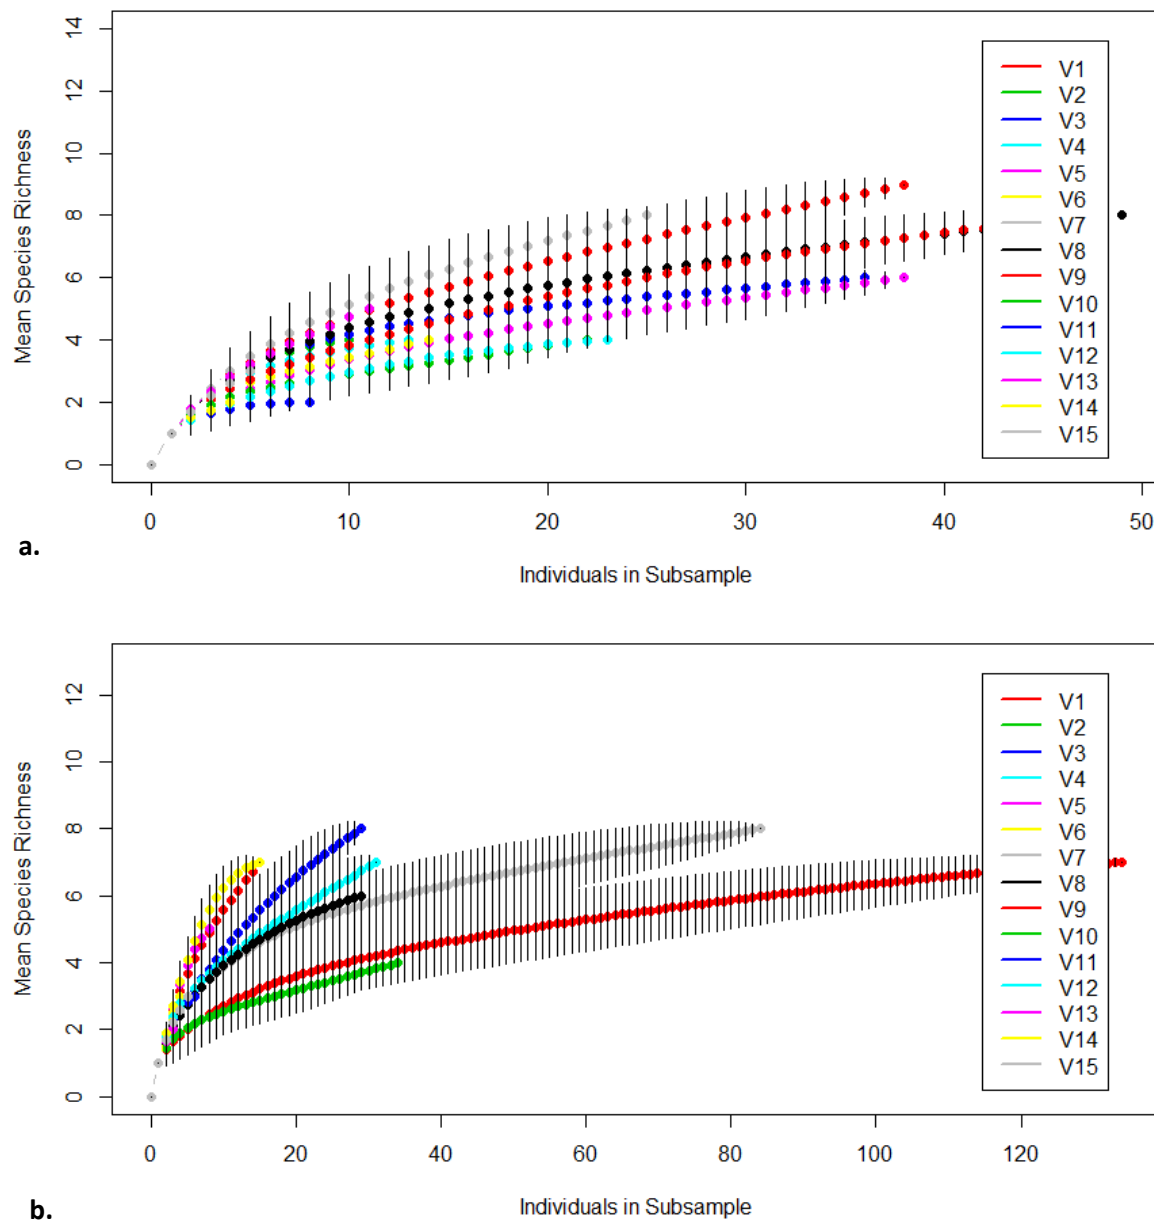 14
12
10
8
6
4
2
0
Mean Species Richness
V1
V2
V3
V4
V5
V6
V7
V8
V9
V10
V11
V12
V13
V14
V15
0 10 20 30 40 50
a.
Individuals in Subsample
12
10
8
6
4
2
0
Mean Species Richness
V1
V2
V3
V4
V5
V6
V7
V8
V9
V10
V11
V12
V13
V14
V15
0 20 40 60 80 100 120
b.
Individuals in Subsample